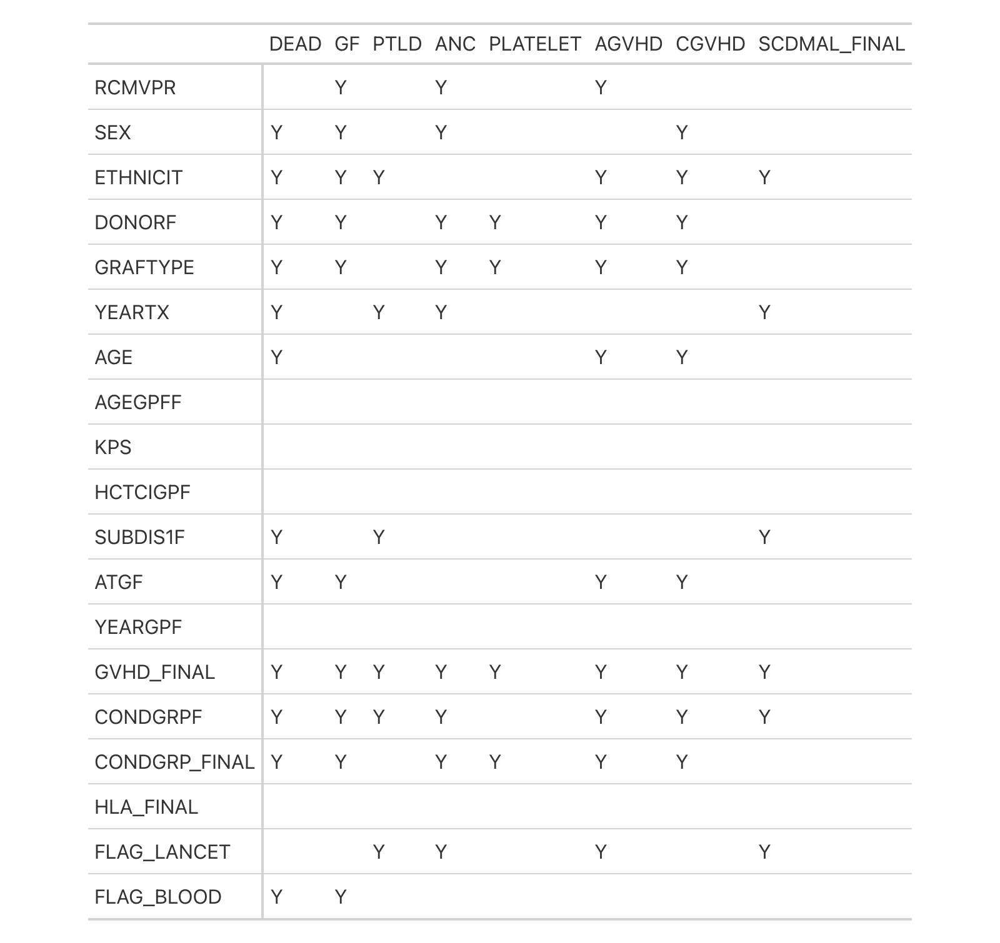 DEAD GF PTLD ANC PLATELET AGVHD CGVHD SCDMAL_FINAL
RCMVPR Y Y Y
SEX Y Y Y Y
ETHNICIT Y Y Y Y Y Y
DONORF Y Y Y Y Y Y
GRAFTYPE Y Y Y Y Y Y
YEARTX Y Y Y Y
AGE Y Y Y
AGEGPFF
KPS
HCTCIGPF
SUBDIS1F Y Y Y
ATGF Y Y Y Y
YEARGPF
GVHD_FINAL Y Y Y Y Y Y Y Y
CONDGRPF Y Y Y Y Y Y Y
CONDGRP_FINAL Y Y Y Y Y Y
HLA_FINAL
FLAG_LANCET Y Y Y Y
FLAG_BLOOD Y Y